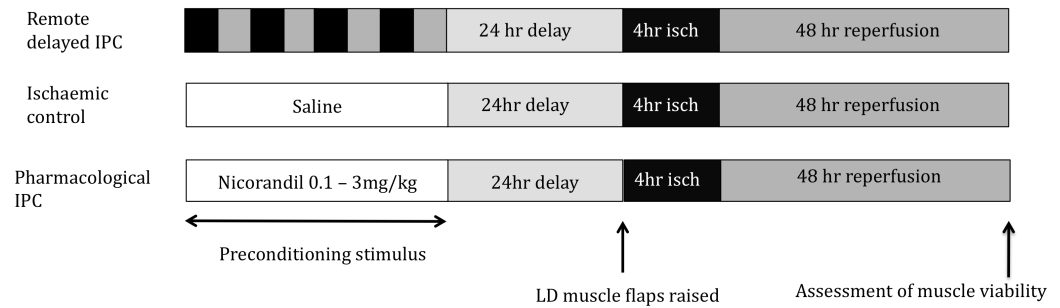 Remote
delayed IPC
24 hr delay
4hr isch
48 hr reperfusion
Ischaemic
control
Saline
24hr delay
4hr isch
48 hr reperfusion
Pharmacological
IPC
Nicorandil 0.1 – 3mg/kg
24hr delay
4hr isch
48 hr reperfusion
Preconditioning stimulus
LD muscle flaps raised
Assessment of muscle viability